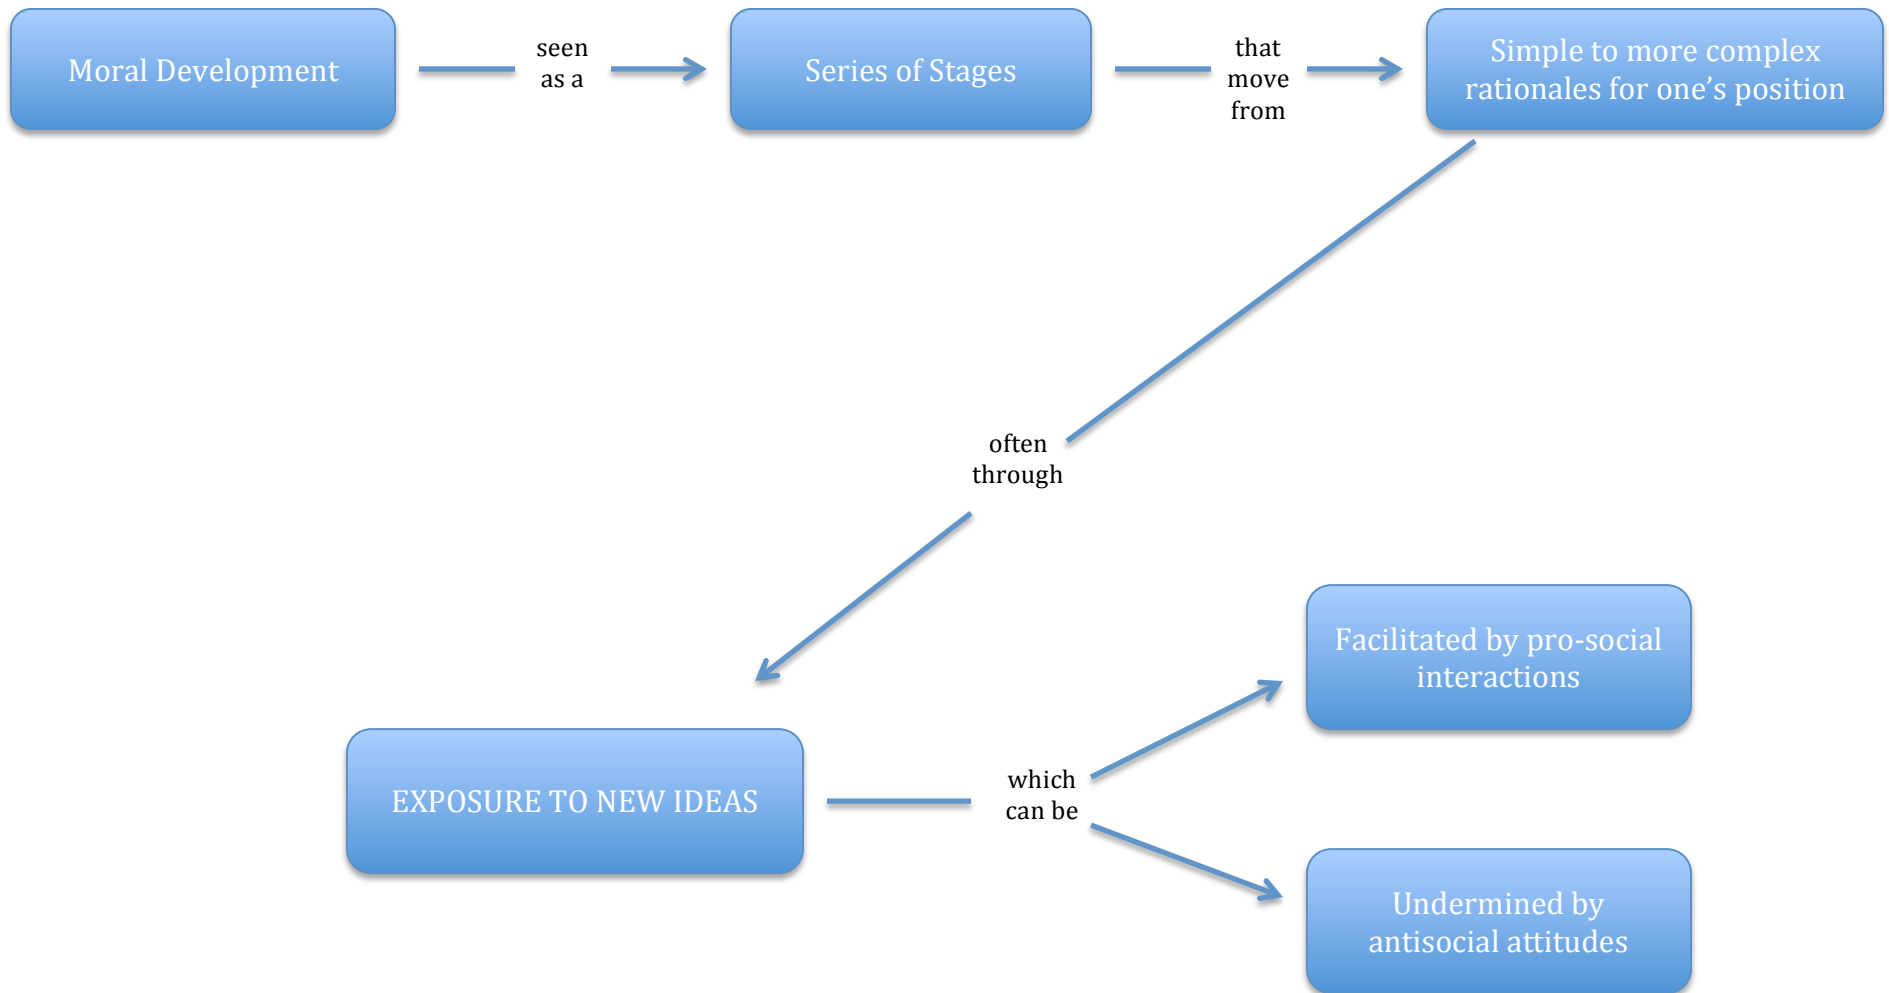 Moral Development
seen
as a
Series of Stages
that
move
from
Simple to more complex
rationales for one’s position
often
through
EXPOSURE TO NEW IDEAS
which
can be
Facilitated by pro-social
interactions
Undermined by
antisocial attitudes